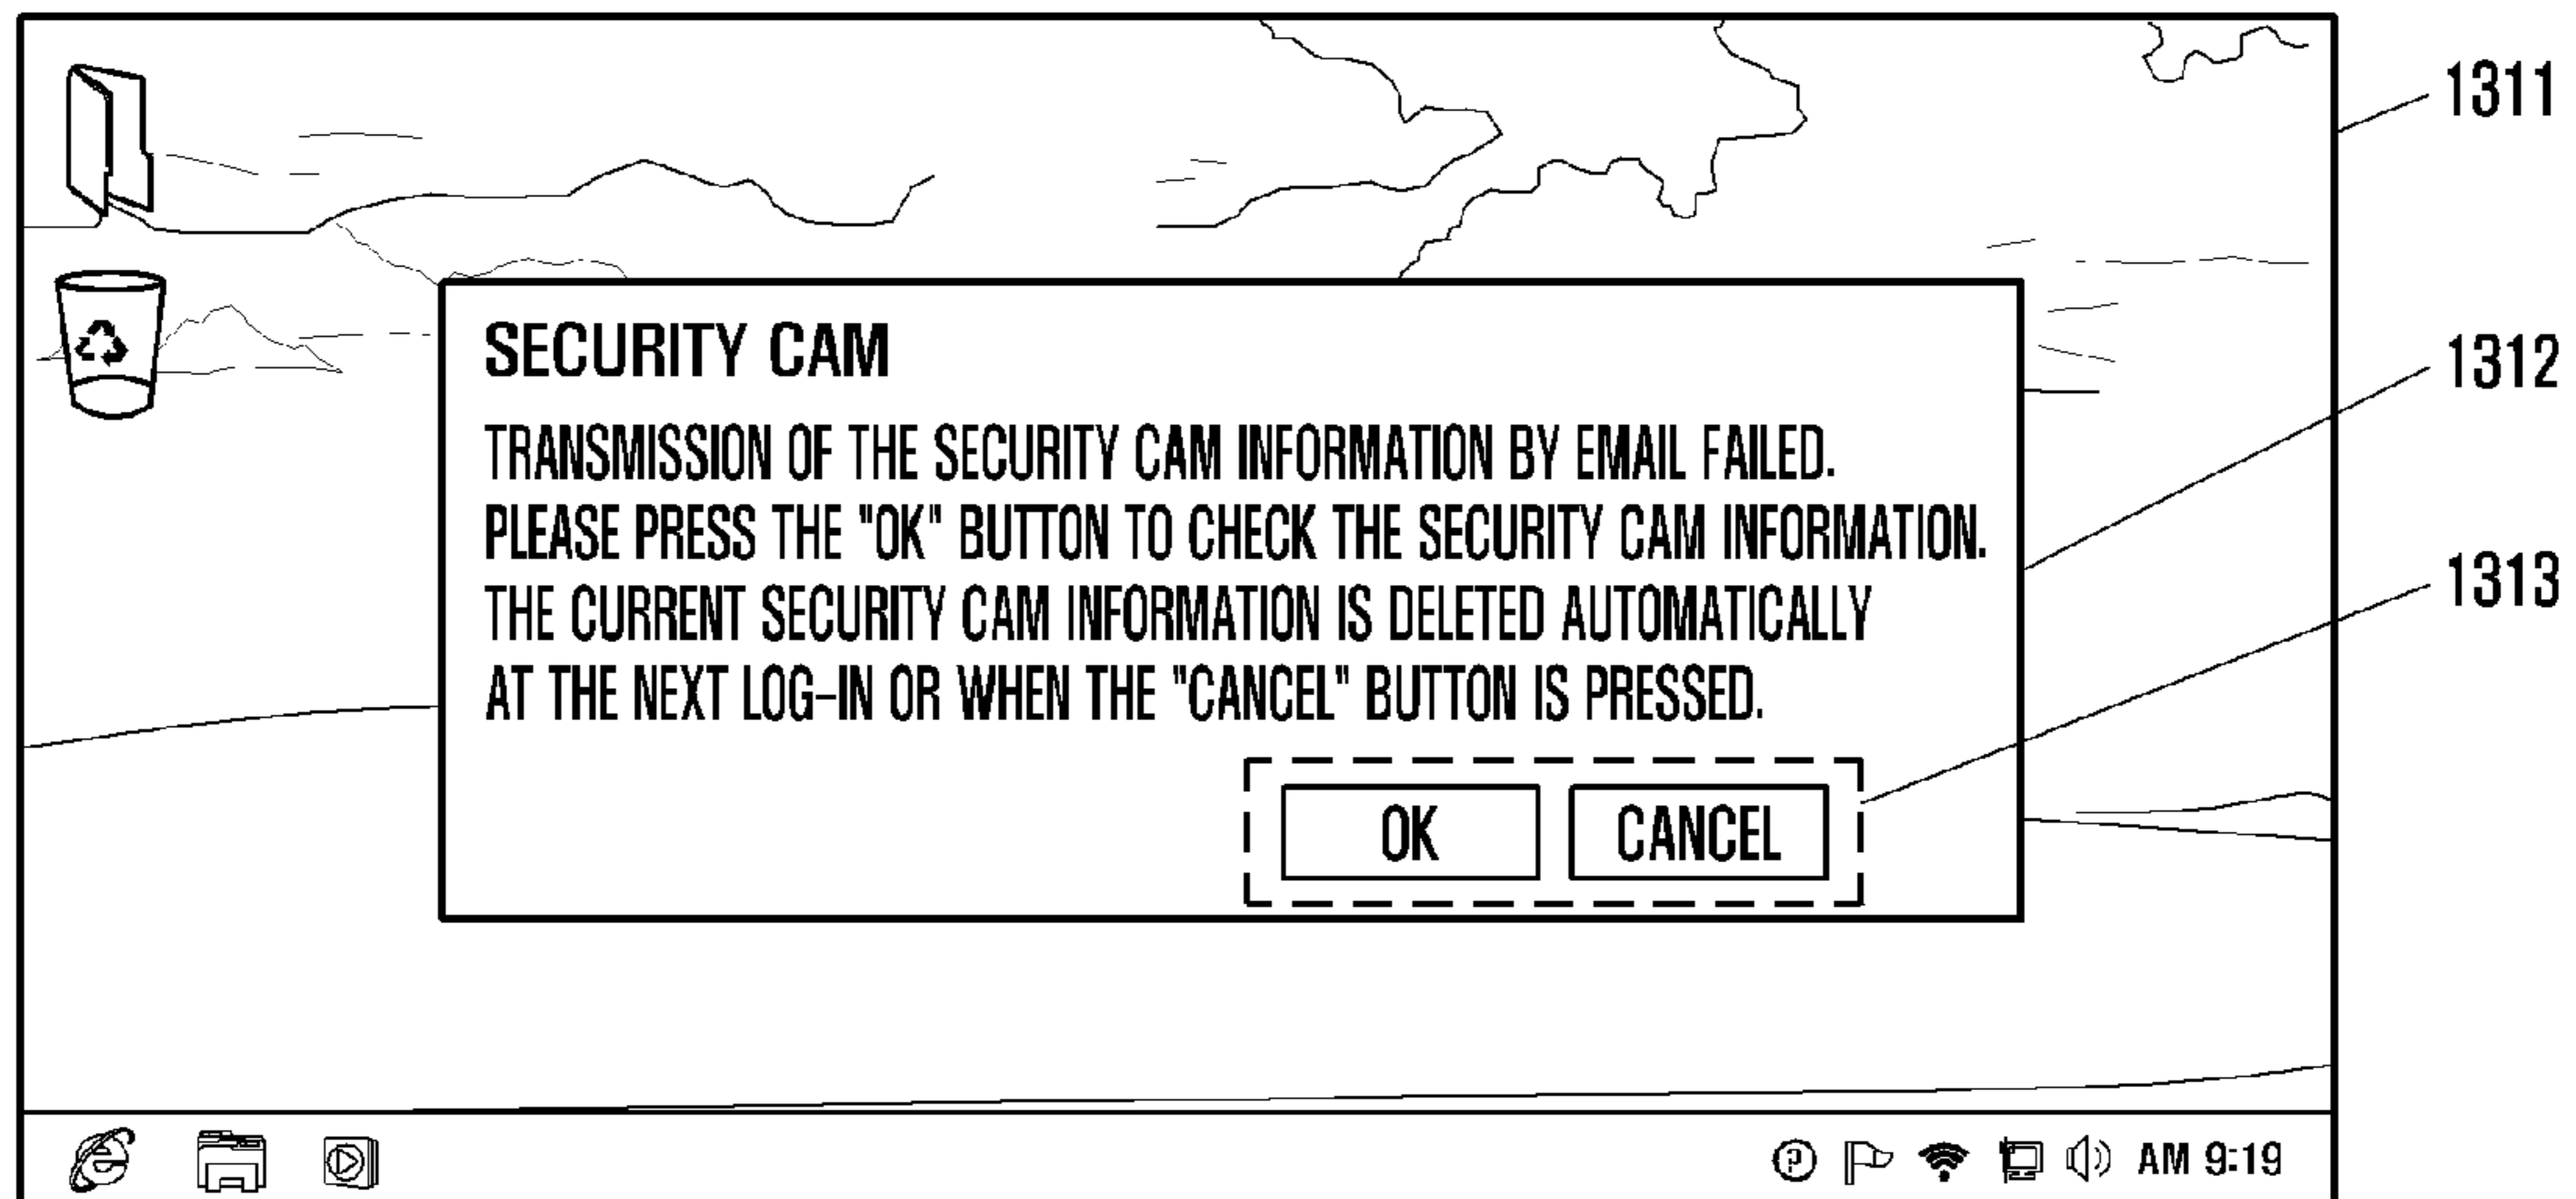 1311
1312
1313
SECURITY CAM
TRANSMISSION OF THE SECURITY CAM INFORMATION BY EMAIL FAILED.
PLEASE PRESS THE "OK" BUTTON TO CHECK THE SECURITY CAM INFORMATION.
THE CURRENT SECURITY CAM INFORMATION IS DELETED AUTOMATICALLY
AT THE NEXT LOG-IN OR WHEN THE "CANCEL" BUTTON IS PRESSED.
OK CANCEL
AM 9:19